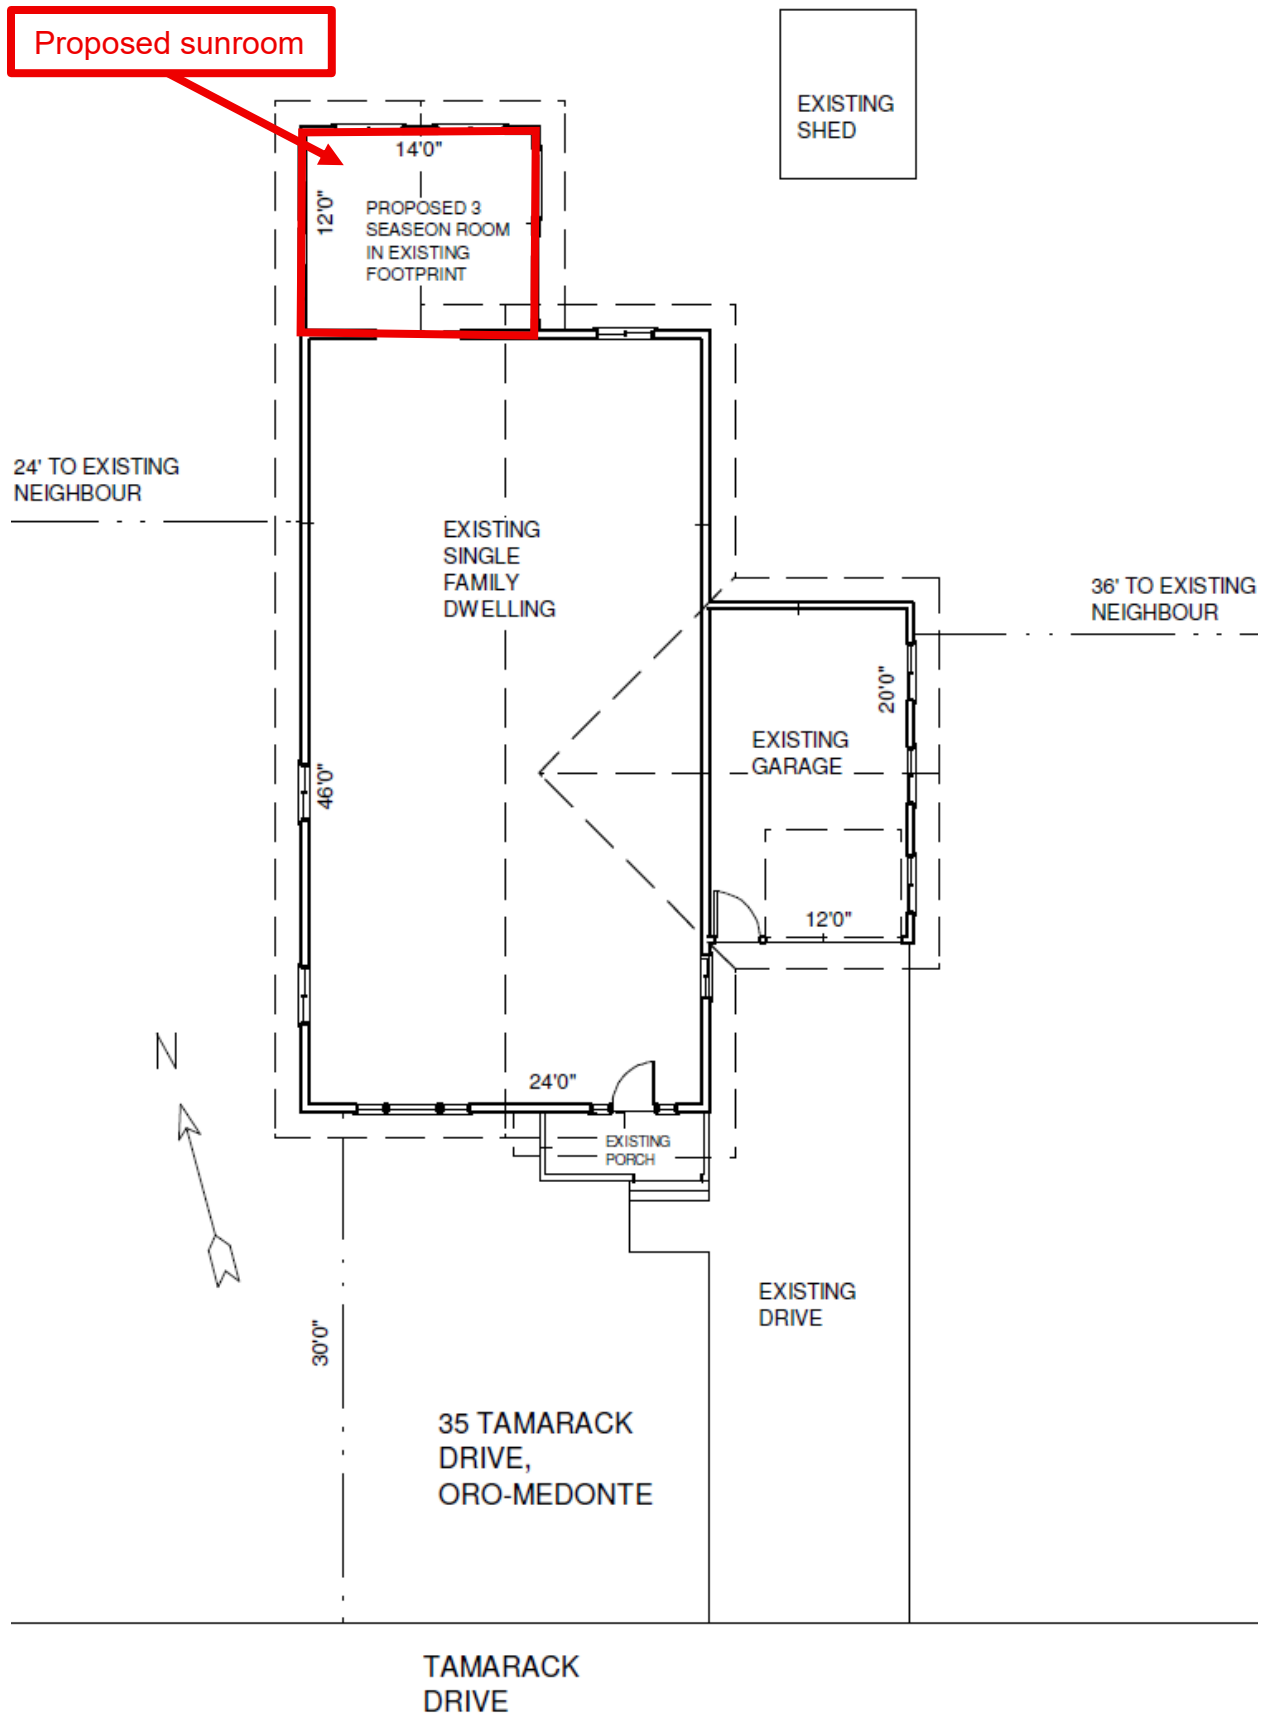 Proposed sunroom
EXISTING
SHED
14'0"
12'0"
PROPOSED 3
SEASEON ROOM
IN EXISTING
FOOTPRINT
24' TO EXISTING
NEIGHBOUR
EXISTING
SINGLE
FAMILY
DWELLING
36' TO EXISTING
NEIGHBOUR
20'0"
EXISTING
GARAGE
46'0"
12'0"
N
24'0"
EXISTING
PORCH
EXISTING
DRIVE
30'0"
35 TAMARACK
DRIVE,
ORO-MEDONTE
TAMARACK
DRIVE